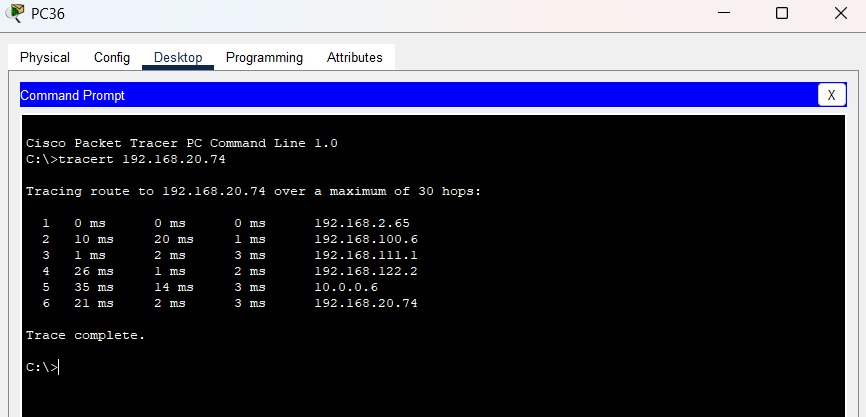 PC36
Physical Config Desktop Programming Attributes
Command Prompt X
Cisco Packet Tracer PC Command Line 1.0
C:\>tracert 192.168.20.74
Tracing route to 192.168.20.74 over a maximum of 30 hops:
1 0 ms 0 ms 0 ms 192.168.2.65
2 10 ms 20 ms 1 ms 192.168.100.6
3 1 ms 2 ms 3 ms 192.168.111.1
4 26 ms 1 ms 2 ms 192.168.122.2
5 35 ms 14 ms 3 ms 10.0.0.6
6 21 ms 2 ms 3 ms 192.168.20.74
Trace complete.
C:\>